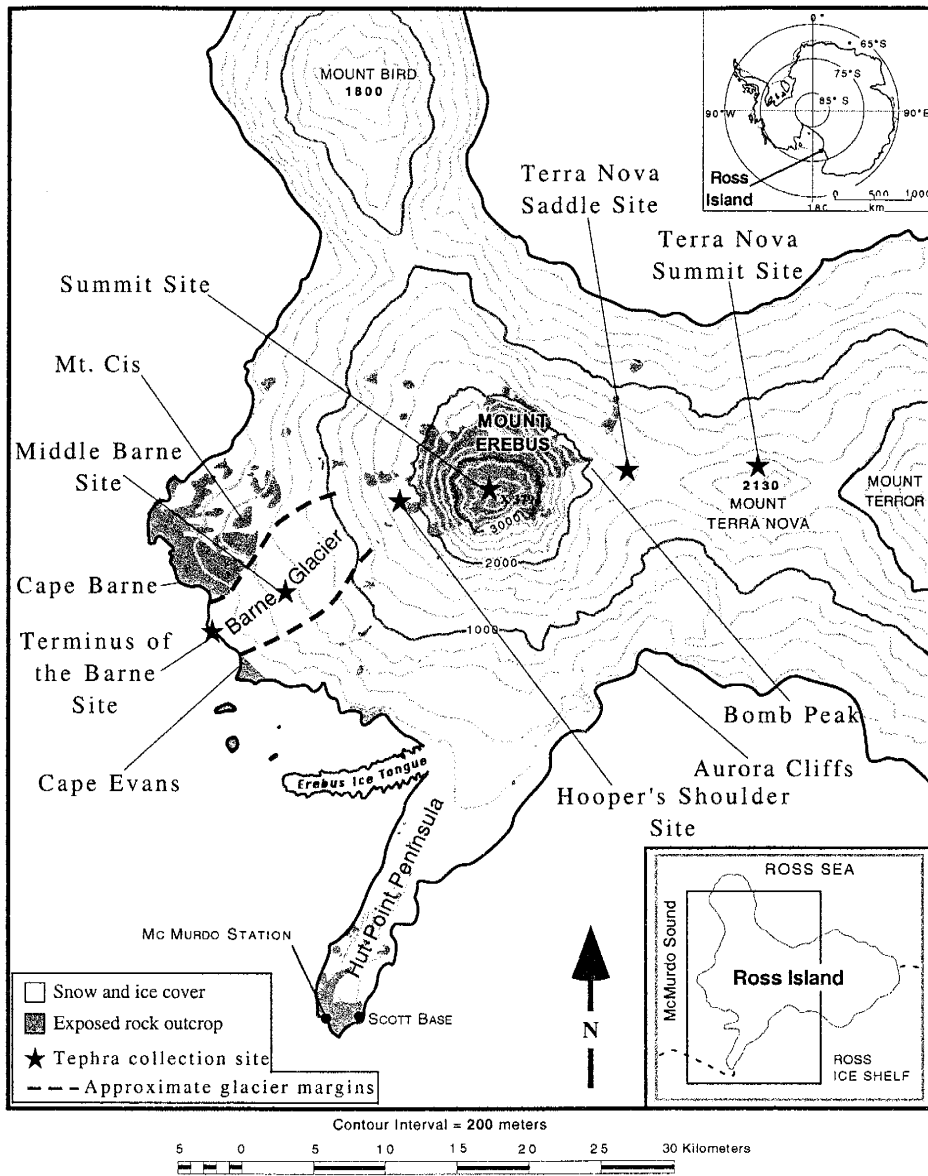 MOUNT BIRD
1800
0°
65°S
75°S
85° S
90°W
90°E
Ross
Island
180
0 500 1000
km
Terra Nova
Saddle Site
Terra Nova
Summit Site
Summit Site
Mt. Cis
Middle Barne
Site
MOUNT
EREBUS
3000
2000
1000
2130
MOUNT
TERRA NOVA
MOUNT
TERROR
Barne Glacier
Cape Barne
Terminus of
the Barne
Site
Cape Evans
Bomb Peak
Aurora Cliffs
Hooper's Shoulder
Site
Erebus Ice Tongue
Hut Point Peninsula
MC MURDO STATION
SCOTT BASE
N
Snow and ice cover
Exposed rock outcrop
Tephra collection site
Approximate glacier margins
ROSS SEA
McMurdo Sound
Ross Island
ROSS
ICE SHELF
Contour Interval = 200 meters
5 0 5 10 15 20 25 30 Kilometers